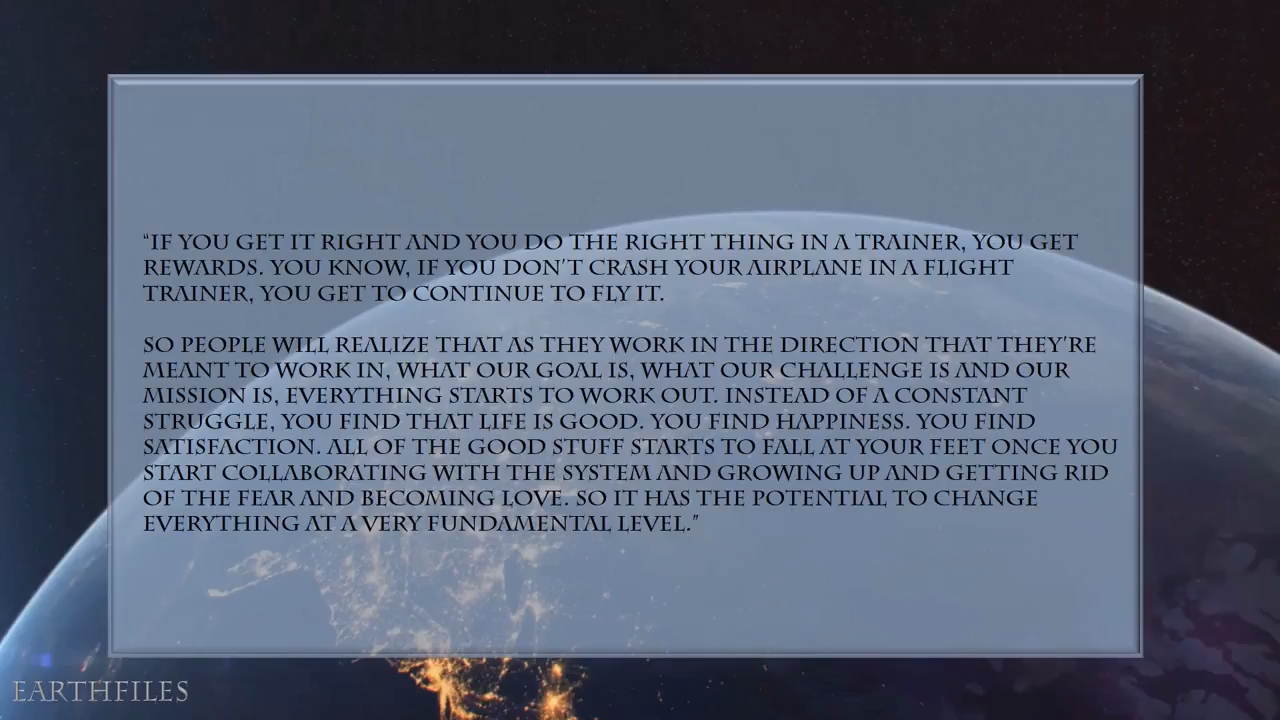 “IF YOU GET IT RIGHT AND YOU DO THE RIGHT THING IN A TRAINER, YOU GET
REWARDS. YOU KNOW, IF YOU DON’T CRASH YOUR AIRPLANE IN A FLIGHT
TRAINER, YOU GET TO CONTINUE TO FLY IT.
SO PEOPLE WILL REALIZE THAT AS THEY WORK IN THE DIRECTION THAT THEY’RE
MEANT TO WORK IN, WHAT OUR GOAL IS, WHAT OUR CHALLENGE IS AND OUR
MISSION IS, EVERYTHING STARTS TO WORK OUT. INSTEAD OF A CONSTANT
STRUGGLE, YOU FIND THAT LIFE IS GOOD. YOU FIND HAPPINESS. YOU FIND
SATISFACTION. ALL OF THE GOOD STUFF STARTS TO FALL AT YOUR FEET ONCE YOU
START COLLABORATING WITH THE SYSTEM AND GROWING UP AND GETTING RID
OF THE FEAR AND BECOMING LOVE. SO IT HAS THE POTENTIAL TO CHANGE
EVERYTHING AT A VERY FUNDAMENTAL LEVEL.”
EARTHFILES